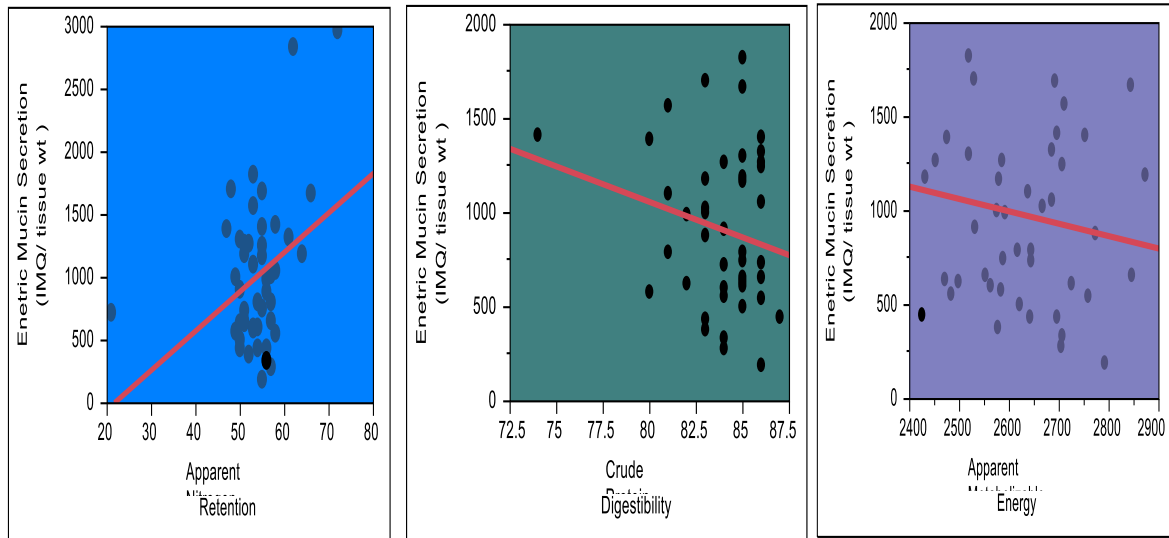 Enetric Mucin Secretion
(IMQ/ tissue wt )
3000
2500
2000
1500
1000
500
0
20 30 40 50 60 70 80
Apparent
Nitrogen
Retention
Enetric Mucin Secretion
(IMQ/ tissue wt )
2000
1500
1000
500
0
72.5 75 77.5 80 82.5 85 87.5
Crude
Protein
Digestibility
Enetric Mucin Secretion
(IMQ/ tissue wt )
2000
1500
1000
500
0
2400 2500 2600 2700 2800 2900
Apparent
Metabolizable
Energy